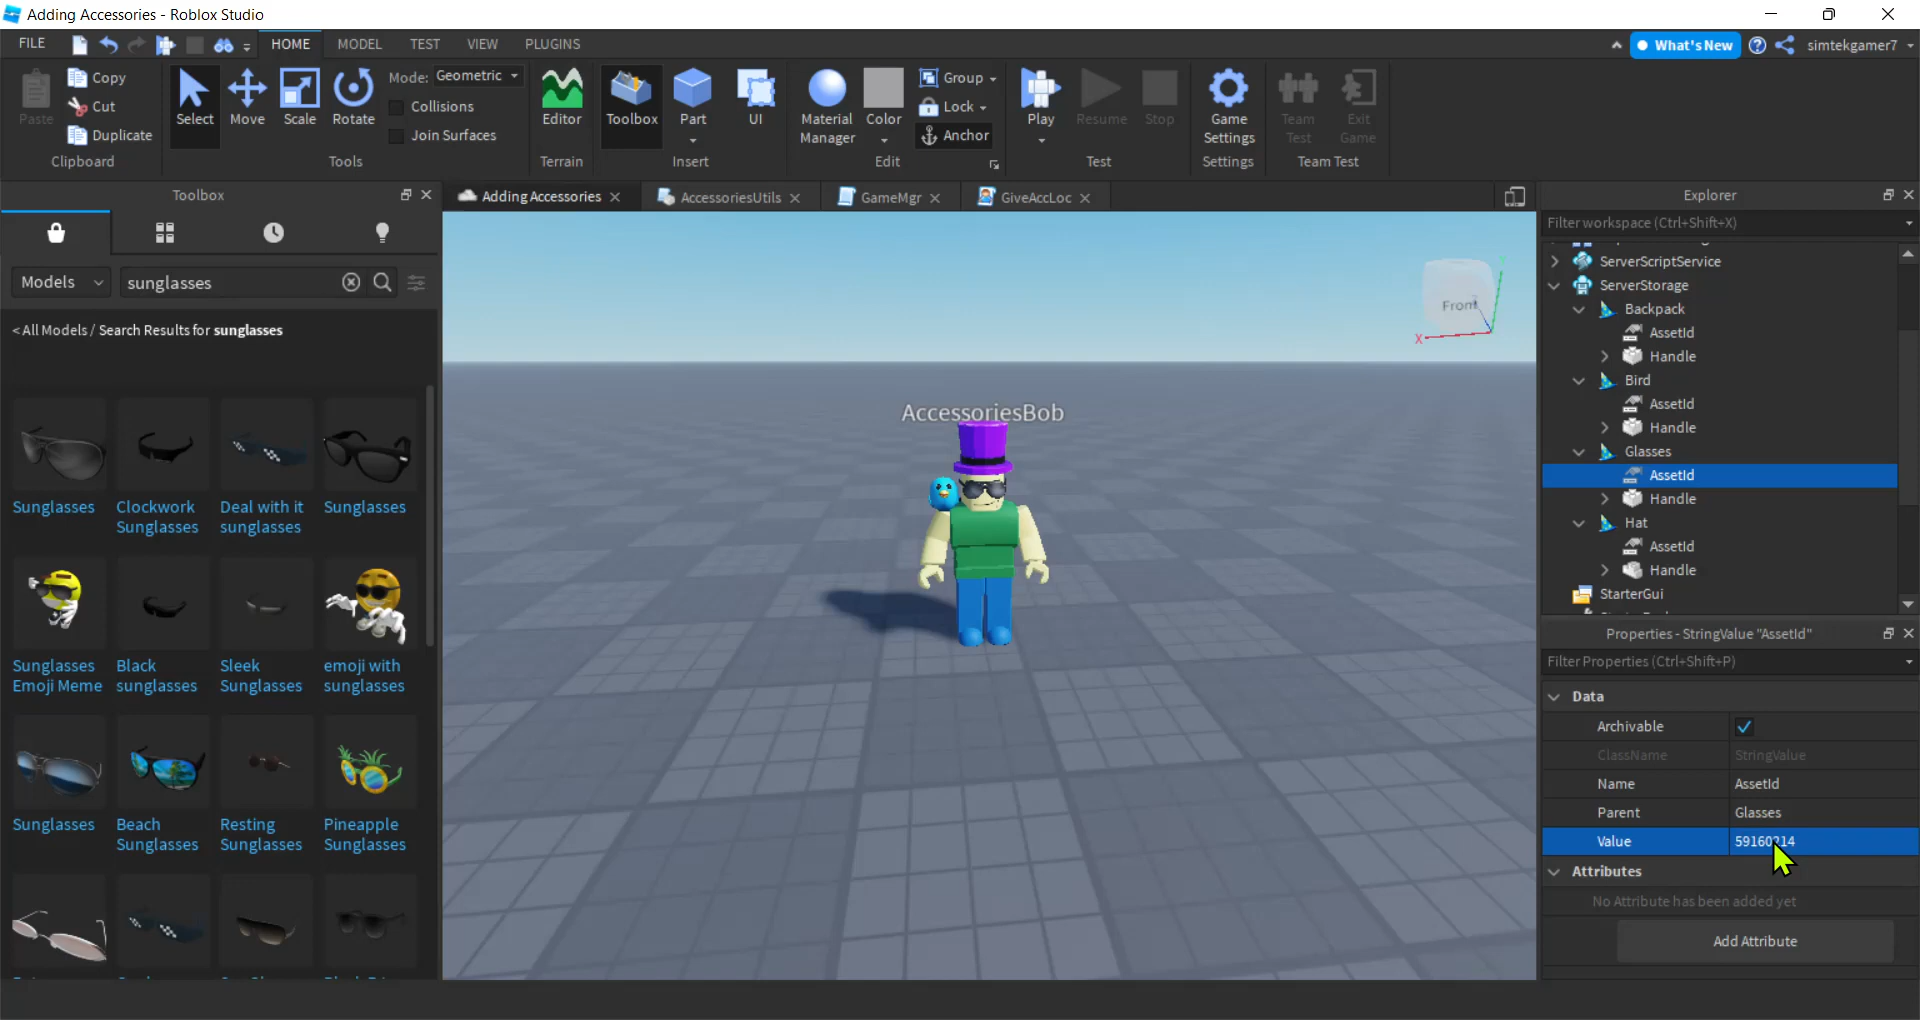 Adding Accessories - Roblox Studio
FILE
HOME
MODEL
TEST
VIEW
PLUGINS
What's New
simtekgamer7
Paste
Copy
Cut
Duplicate
Clipboard
Select
Move
Scale
Rotate
Mode: Geometric
Collisions
Join Surfaces
Tools
Editor
Terrain
Toolbox
Part
UI
Insert
Material
Manager
Color
Group
Lock
Anchor
Edit
Play
Resume
Stop
Test
Game
Settings
Settings
Team
Test
Exit
Game
Team Test
Toolbox
Adding Accessories
AccessoriesUtils
GameMgr
GiveAccLoc
Explorer
Models
sunglasses
<All Models / Search Results for sunglasses
Sunglasses
Clockwork
Sunglasses
Deal with it
sunglasses
Sunglasses
Sunglasses
Emoji Meme
Black
sunglasses
Sleek
Sunglasses
emoji with
sunglasses
Sunglasses
Beach
Sunglasses
Resting
Sunglasses
Pineapple
Sunglasses
Front
X
AccessoriesBob
Filter workspace (Ctrl+Shift+X)
ServerScriptService
ServerStorage
Backpack
AssetId
Handle
Bird
AssetId
Handle
Glasses
AssetId
Handle
Hat
AssetId
Handle
StarterGui
Properties - StringValue "AssetId"
Filter Properties (Ctrl+Shift+P)
Data
Archivable
ClassName StringValue
Name AssetId
Parent Glasses
Value
Attributes
No Attribute has been added yet
Add Attribute